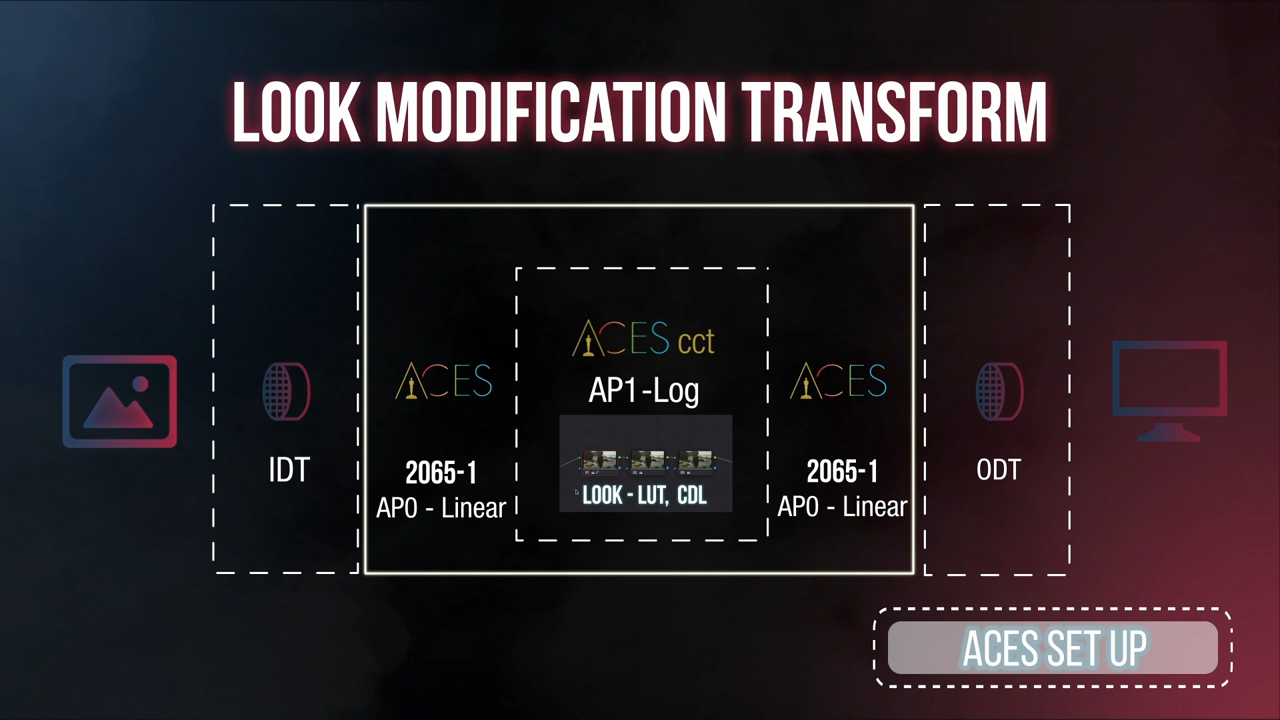 LOOK MODIFICATION TRANSFORM
IDT
ACES
2065-1
AP0 - Linear
ACES cct
AP1-Log
LOOK - LUT, CDL
ACES
2065-1
AP0 - Linear
ODT
ACES SET UP